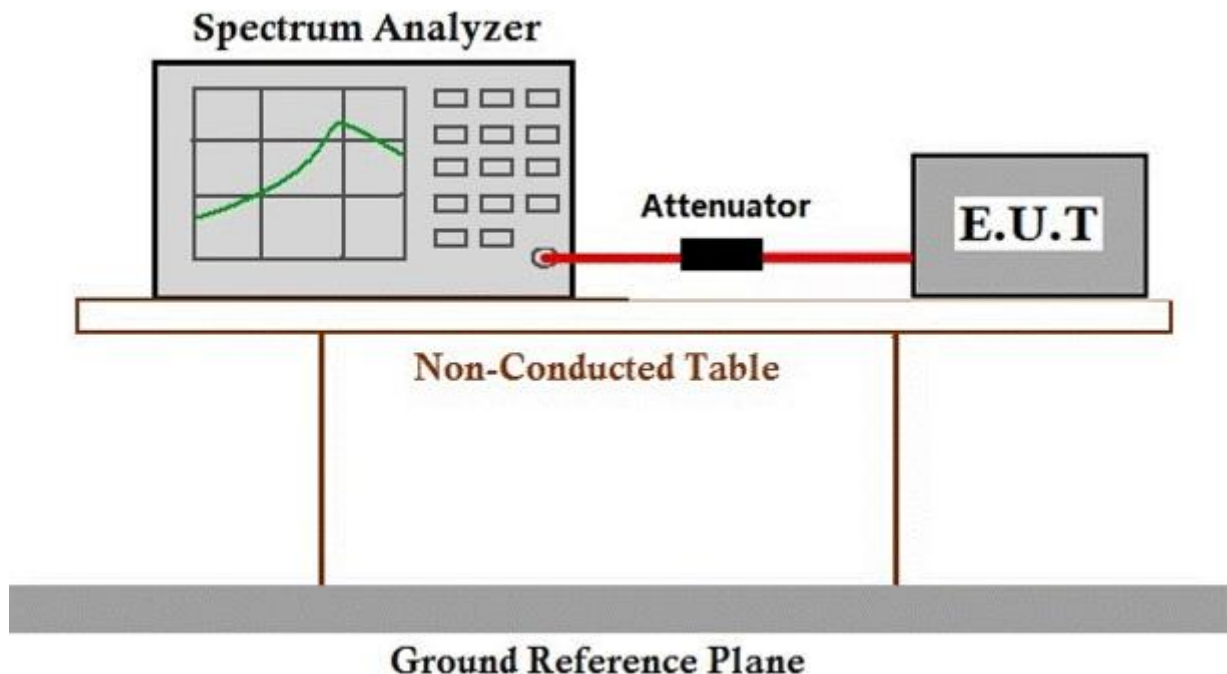 Spectrum Analyzer
Attenuator
E.U.T
Non-Conducted Table
Ground Reference Plane